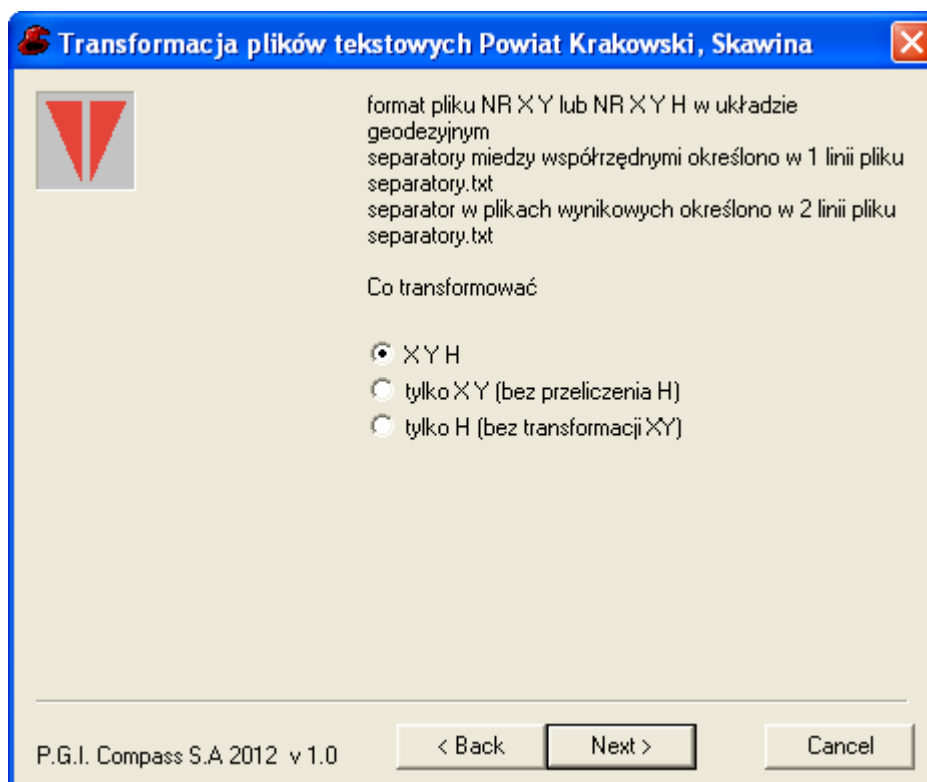 Transformacja plików tekstowych Powiat Krakowski, Skawina
format pliku NR X Y lub NR X Y H w układzie
geodezyjnym
separatory miedzy współrzędnymi określono w 1 linii pliku
separatory.txt
separator w plikach wynikowych określono w 2 linii pliku
separatory.txt
Co transformować
X Y H
tylko X Y (bez przeliczenia H)
tylko H (bez transformacji XY)
P.G.I. Compass S.A 2012 v 1.0
< Back
Next >
Cancel